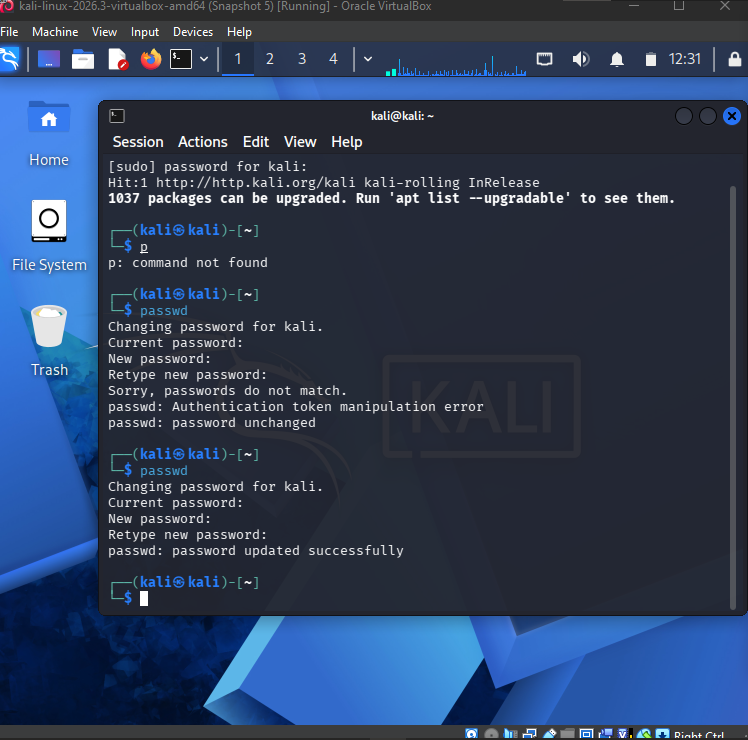 kali-linux-2026.3-virtualbox-amd64 (Snapshot 5) [Running] - Oracle VirtualBox
File Machine View Input Devices Help
1 2 3 4 12:31
kali@kali: ~
Session Actions Edit View Help
Home
File System
Trash
[sudo] password for kali:
Hit:1 http://http.kali.org/kali kali-rolling InRelease
1037 packages can be upgraded. Run 'apt list --upgradable' to see them.
┌──(kali㉿kali)-[~]
└─$ p
p: command not found
┌──(kali㉿kali)-[~]
└─$ passwd
Changing password for kali.
Current password:
New password:
Retype new password:
Sorry, passwords do not match.
passwd: Authentication token manipulation error
passwd: password unchanged
┌──(kali㉿kali)-[~]
└─$ passwd
Changing password for kali.
Current password:
New password:
Retype new password:
passwd: password updated successfully
┌──(kali㉿kali)-[~]
└─$
KALI
Right Ctrl